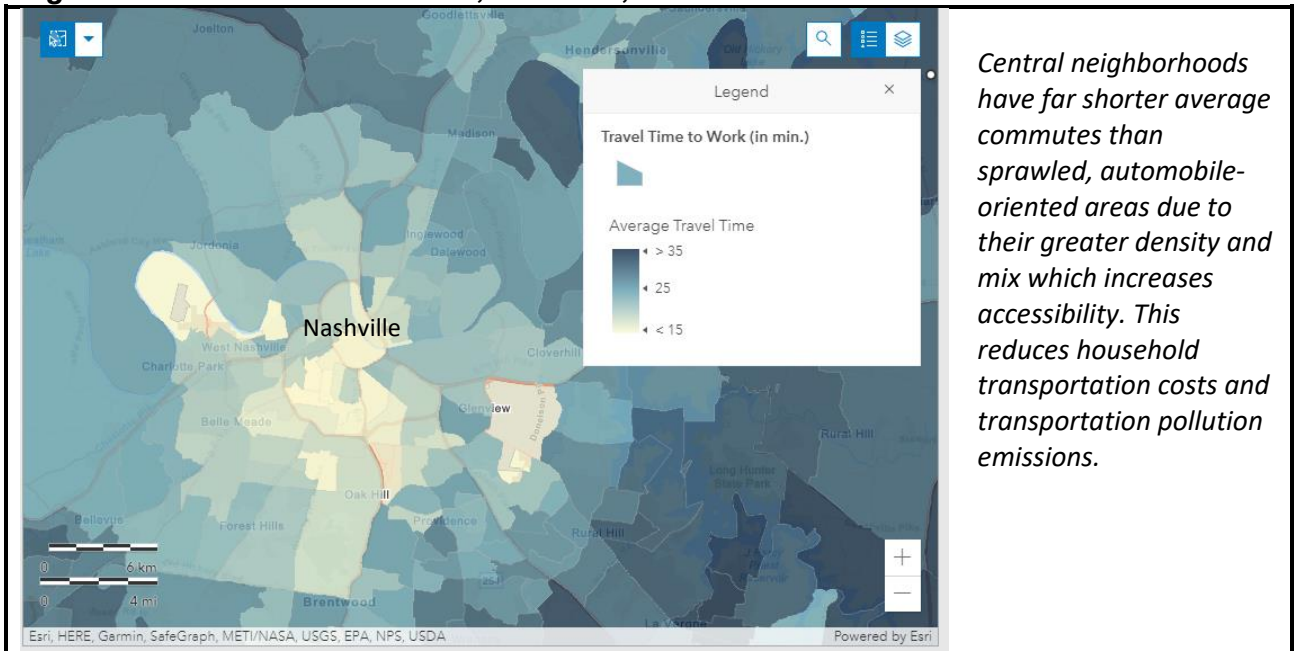 Goodlettsville
Joelton
Hendersonville
Old Hickory
Legend
Travel Time to Work (in min.)
Average Travel Time
> 35
25
< 15
Madison
Inglewood
Dalewood
Jordonia
Nashville
West Nashville
Charlotte Park
Cloverhill
Belle Meade
Glenview
Donelson
Rural Hill
Long Hunter
State Park
Oak Hill
Bellevue
Forest Hills
Providence
Rural Hill
Brentwood
La Vergne
0 6 km
0 4 mi
Esri, HERE, Garmin, SafeGraph, METI/NASA, USGS, EPA, NPS, USDA
Powered by Esri
Central neighborhoods
have far shorter average
commutes than
sprawled, automobile-
oriented areas due to
their greater density and
mix which increases
accessibility. This
reduces household
transportation costs and
transportation pollution
emissions.